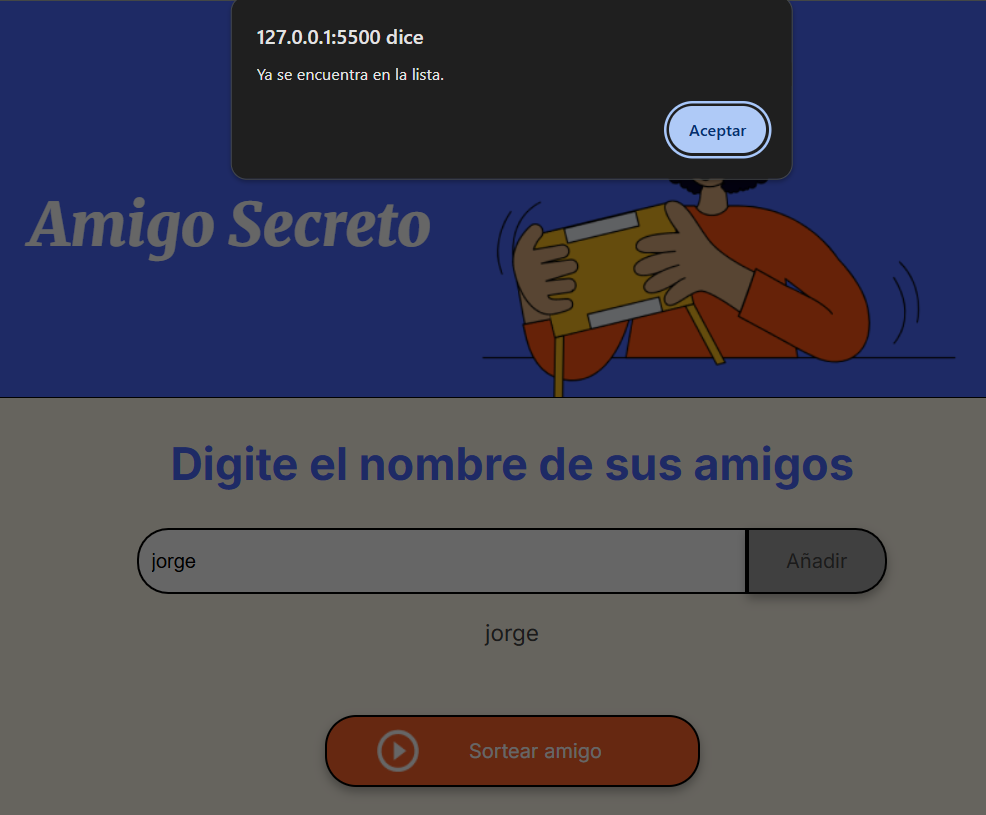 127.0.0.1:5500 dice
Ya se encuentra en la lista.
Aceptar
Amigo Secreto
Digite el nombre de sus amigos
jorge
Añadir
jorge
Sortear amigo